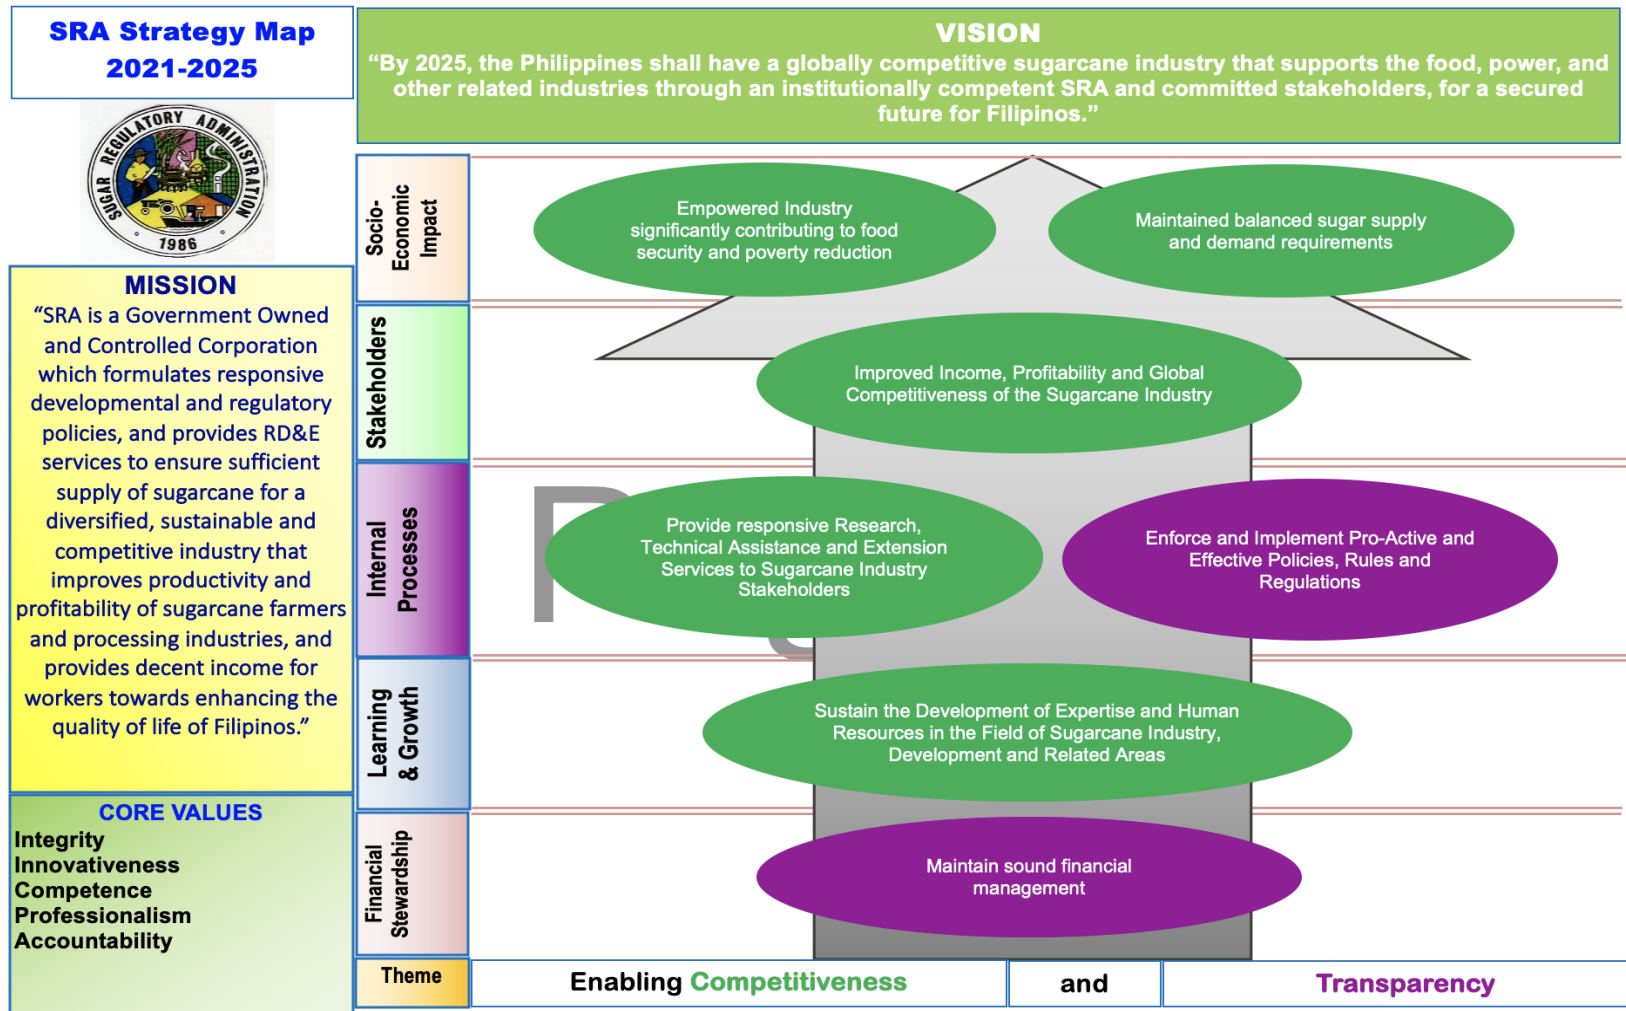 SRA Strategy Map
2021-2025
SUGAR REGULATORY ADMINISTRATION
1986
MISSION
“SRA is a Government Owned
and Controlled Corporation
which formulates responsive
developmental and regulatory
policies, and provides RD&E
services to ensure sufficient
supply of sugarcane for a
diversified, sustainable and
competitive industry that
improves productivity and
profitability of sugarcane farmers
and processing industries, and
provides decent income for
workers towards enhancing the
quality of life of Filipinos.”
CORE VALUES
Integrity
Innovativeness
Competence
Professionalism
Accountability
VISION
“By 2025, the Philippines shall have a globally competitive sugarcane industry that supports the food, power, and
other related industries through an institutionally competent SRA and committed stakeholders, for a secured
future for Filipinos.”
Socio-
Economic
Impact
Empowered Industry
significantly contributing to food
security and poverty reduction
Maintained balanced sugar supply
and demand requirements
Stakeholders
Improved Income, Profitability and Global
Competitiveness of the Sugarcane Industry
Internal
Processes
Provide responsive Research,
Technical Assistance and Extension
Services to Sugarcane Industry
Stakeholders
Enforce and Implement Pro-Active and
Effective Policies, Rules and
Regulations
Learning
& Growth
Sustain the Development of Expertise and Human
Resources in the Field of Sugarcane Industry,
Development and Related Areas
Financial
Stewardship
Maintain sound financial
management
Theme
Enabling Competitiveness
and
Transparency